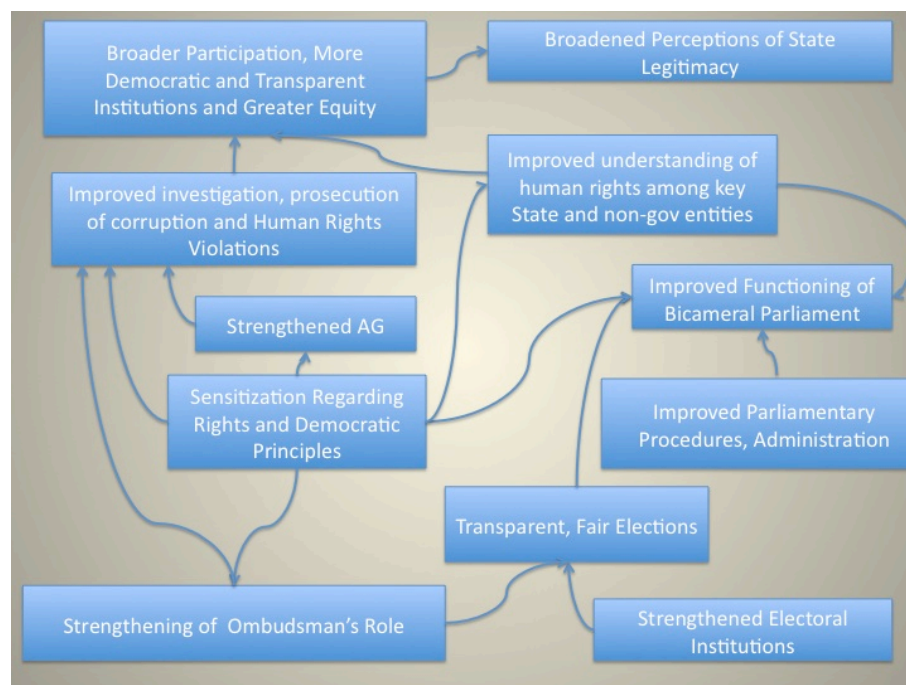 Broader Participation, More
Democratic and Transparent
Institutions and Greater Equity
Broadened Perceptions of State
Legitimacy
Improved understanding of
human rights among key
State and non-gov entities
Improved investigation, prosecution
of corruption and Human Rights
Violations
Improved Functioning of
Bicameral Parliament
Strengthened AG
Sensitization Regarding
Rights and Democratic
Principles
Improved Parliamentary
Procedures, Administration
Transparent, Fair Elections
Strengthening of Ombudsman's Role
Strengthened Electoral
Institutions